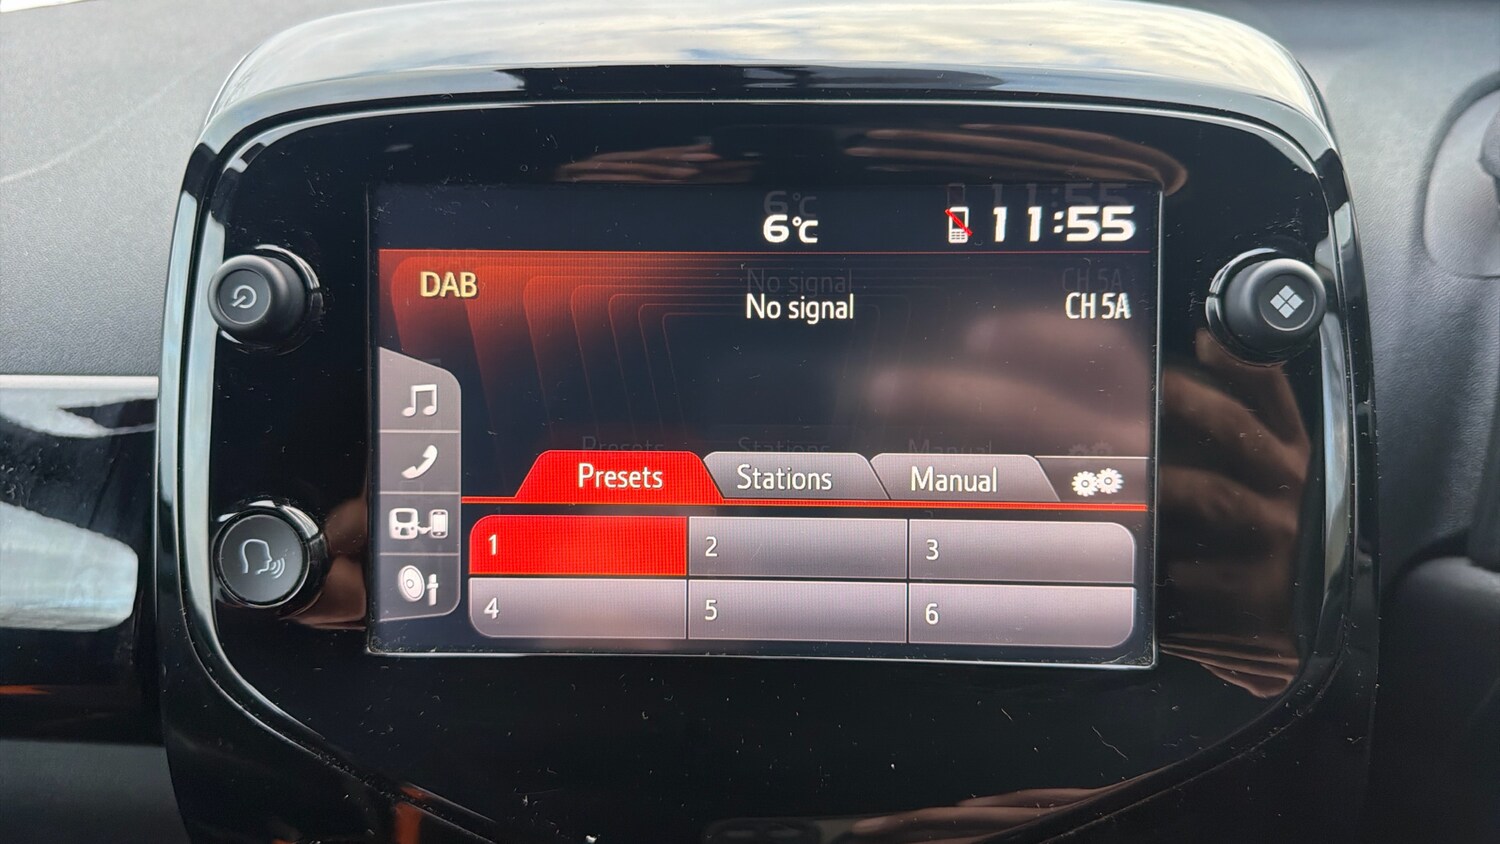 6°C 11:55
DAB
No signal CH 5A
Presets Stations Manual
1 2 3
4 5 6